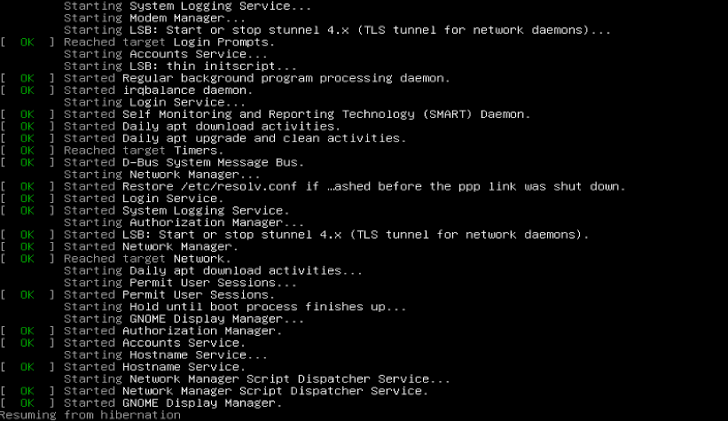 Starting System Logging Service...
Starting Modem Manager...
Starting LSB: Start or stop stunnel 4.x (TLS tunnel for network daemons)...
[  OK  ] Reached target Login Prompts.
Starting Accounts Service...
Starting LSB: thin initscript...
[  OK  ] Started Regular background program processing daemon.
[  OK  ] Started irqbalance daemon.
Starting Login Service...
[  OK  ] Started Self Monitoring and Reporting Technology (SMART) Daemon.
[  OK  ] Started Daily apt download activities.
[  OK  ] Started Daily apt upgrade and clean activities.
[  OK  ] Reached target Timers.
[  OK  ] Started D-Bus System Message Bus.
Starting Network Manager...
[  OK  ] Started Restore /etc/resolv.conf if …ashed before the ppp link was shut down.
[  OK  ] Started Login Service.
[  OK  ] Started System Logging Service.
Starting Authorization Manager...
[  OK  ] Started LSB: Start or stop stunnel 4.x (TLS tunnel for network daemons).
[  OK  ] Started Network Manager.
[  OK  ] Reached target Network.
Starting Daily apt download activities...
Starting Permit User Sessions...
[  OK  ] Started Permit User Sessions.
Starting Hold until boot process finishes up...
Starting GNOME Display Manager...
[  OK  ] Started Authorization Manager.
[  OK  ] Started Accounts Service.
Starting Hostname Service...
[  OK  ] Started Hostname Service.
Starting Network Manager Script Dispatcher Service...
[  OK  ] Started Network Manager Script Dispatcher Service.
[  OK  ] Started GNOME Display Manager.
Resuming from hibernation